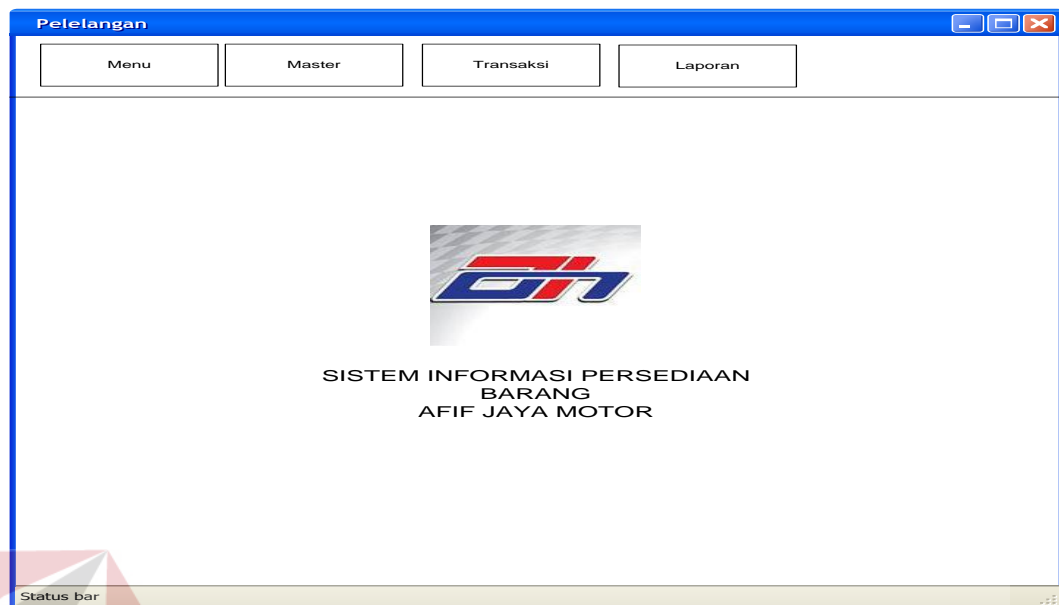 Pelelangan
Menu Master Transaksi Laporan
SISTEM INFORMASI PERSEDIAAN
BARANG
AFIF JAYA MOTOR
Status bar